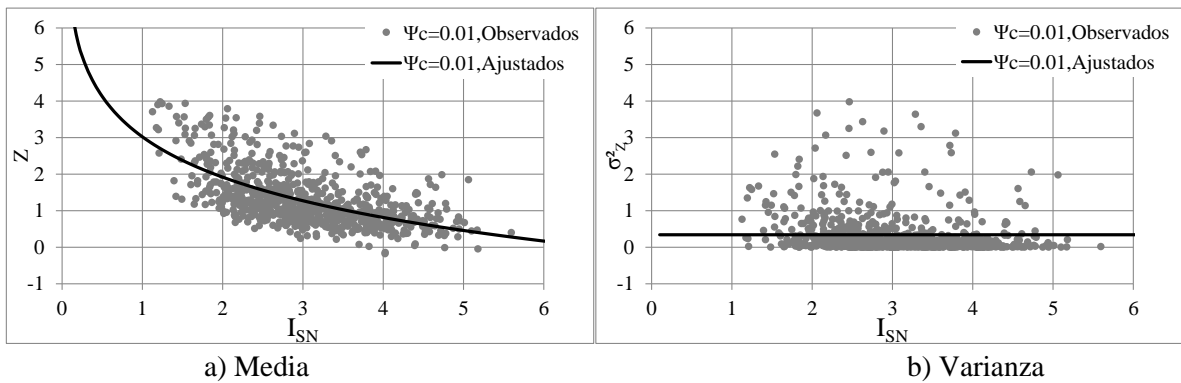 6
5
4
3
2
1
0
-1
Z
Ψc=0.01,Observados
Ψc=0.01,Ajustados
0 1 2 3 4 5 6
I_SN
a) Media
6
5
4
3
2
1
0
-1
σ²_Z
Ψc=0.01,Observados
Ψc=0.01,Ajustados
0 1 2 3 4 5 6
I_SN
b) Varianza